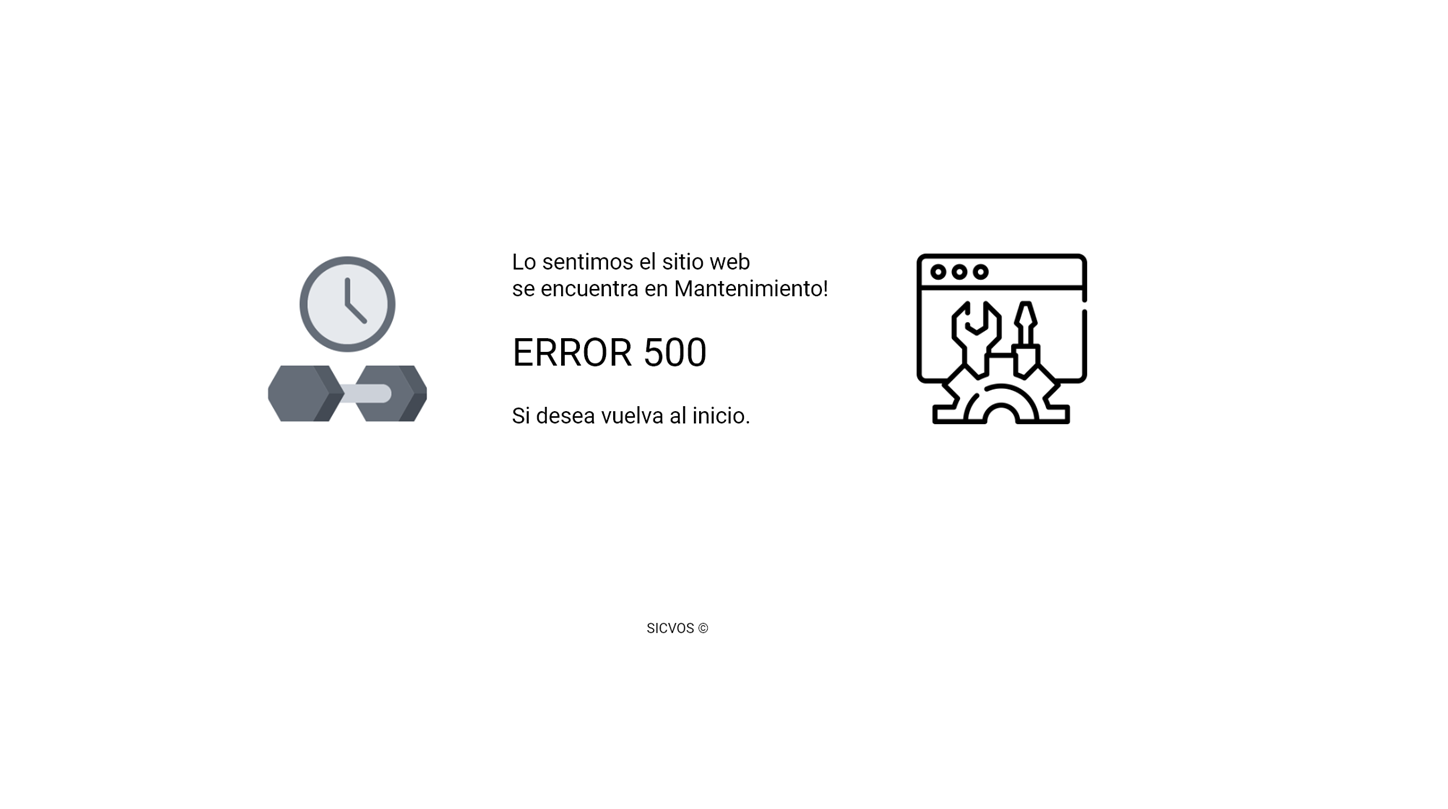 Lo sentimos el sitio web
se encuentra en Mantenimiento!
ERROR 500
Si desea vuelva al inicio.
SICVOS ©